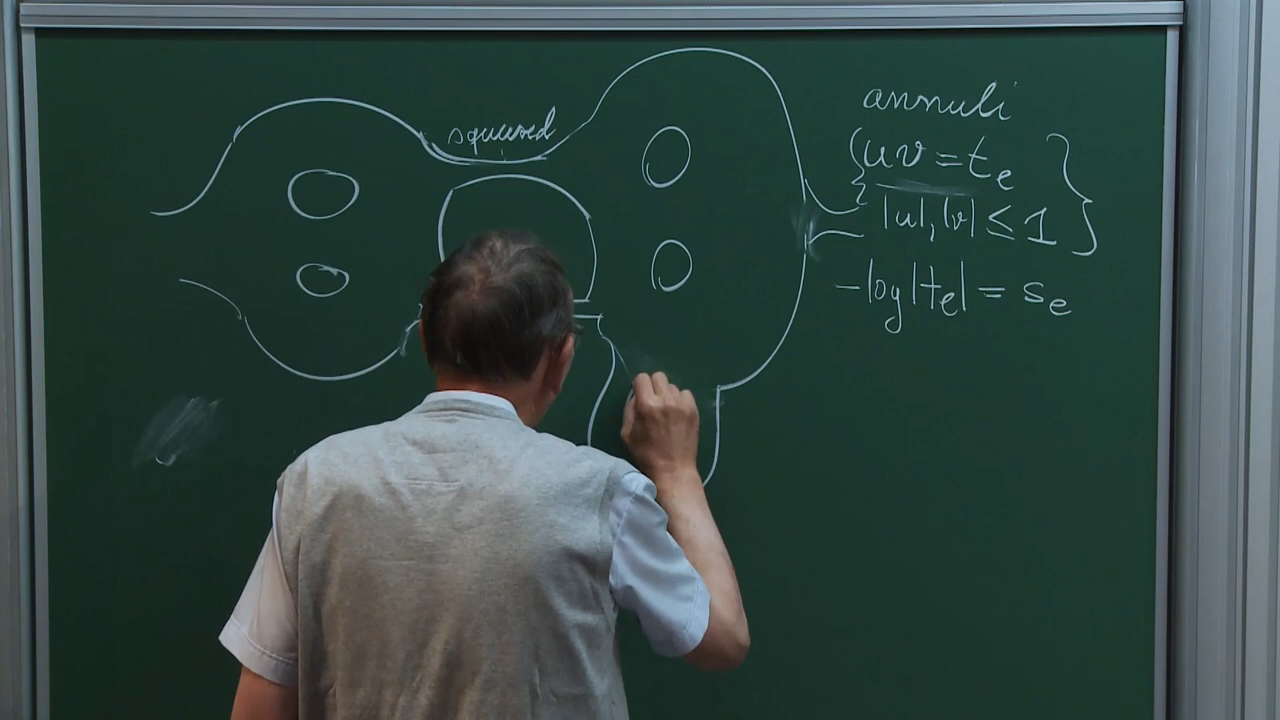 squeezed
annuli
{uv = t_e
|u|, |v| ≤ 1 }
-log|t_e| = s_e